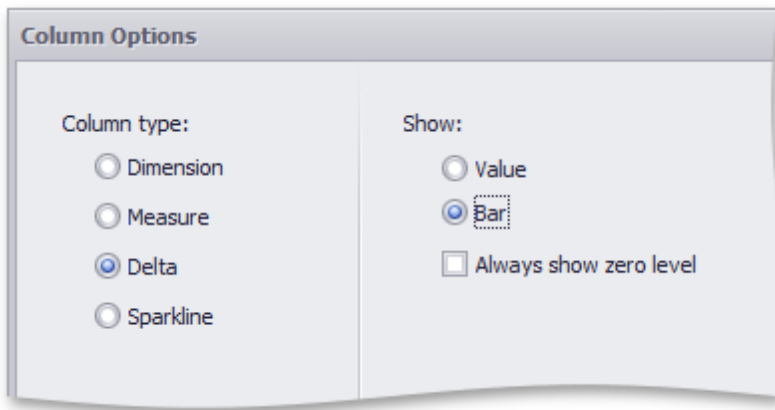 Column Options
Column type:
Dimension
Measure
Delta
Sparkline
Show:
Value
Bar
Always show zero level